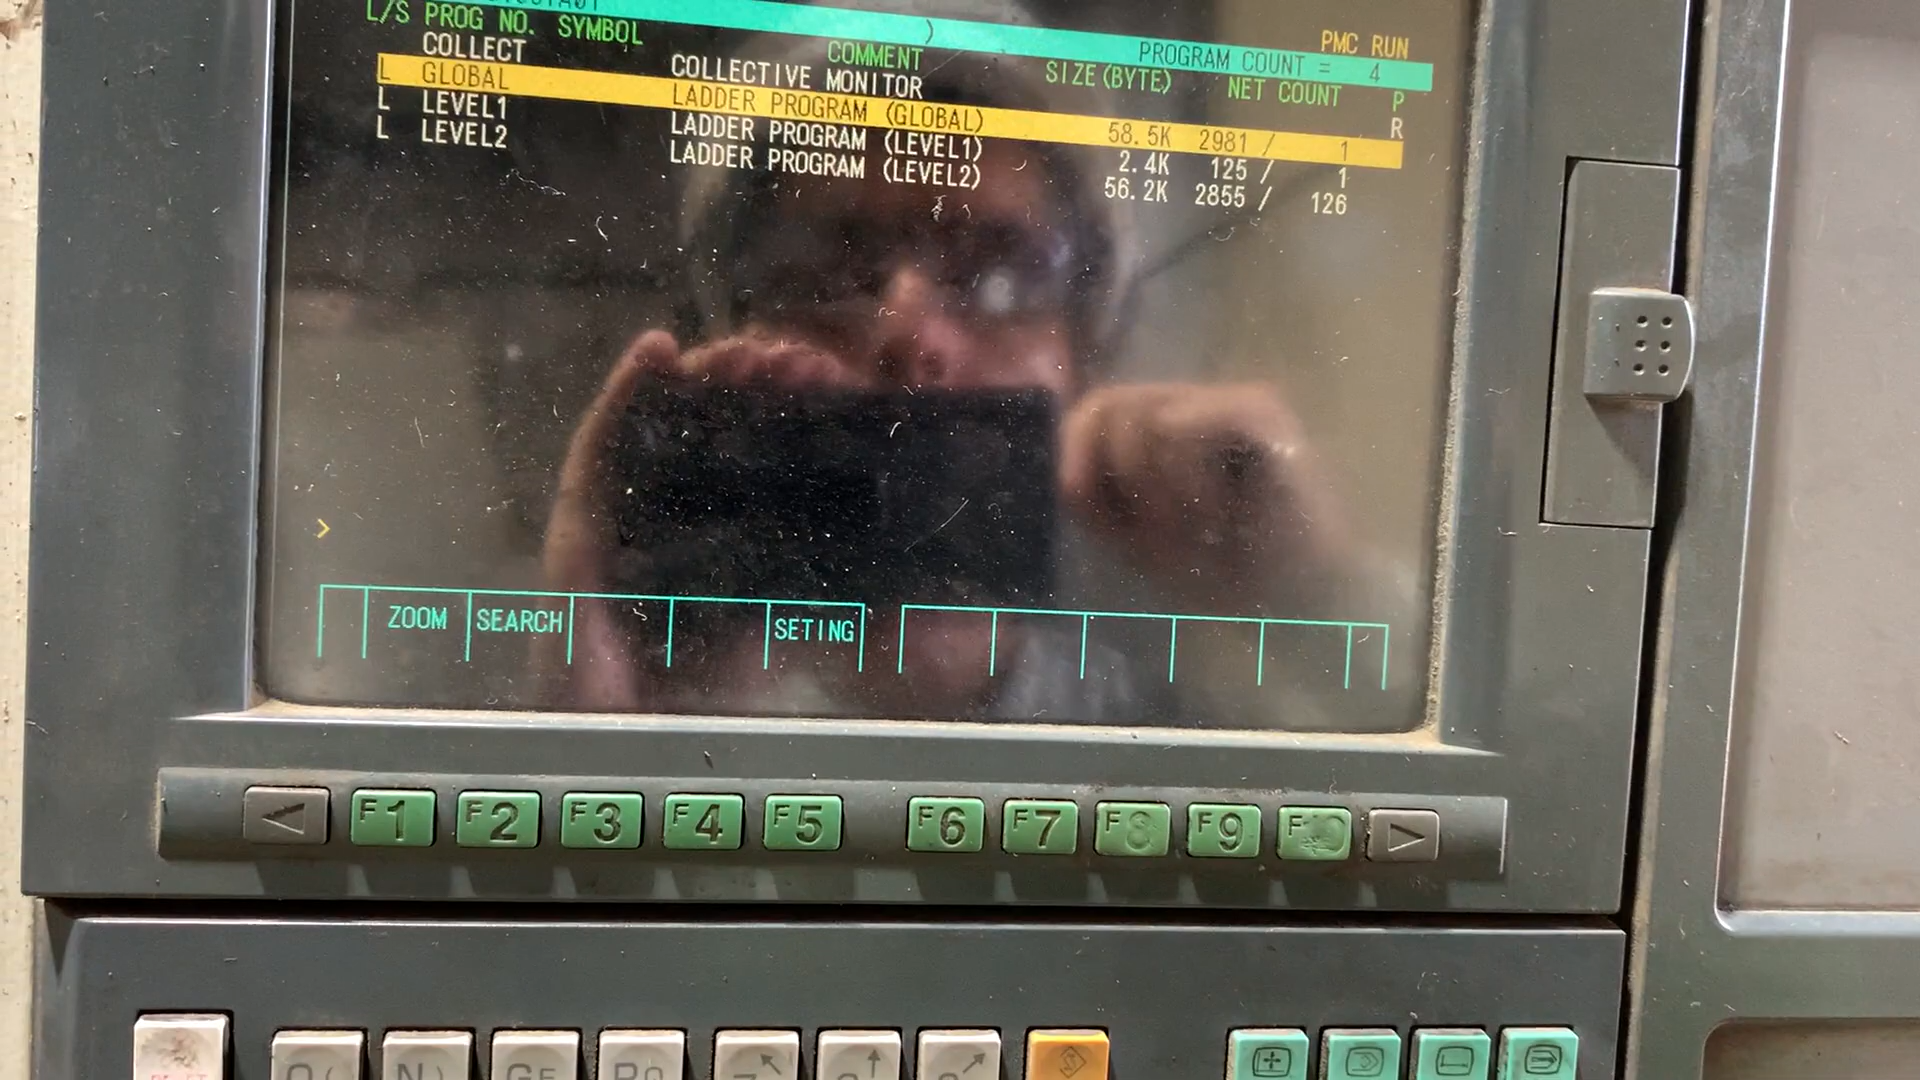 PMC RUN
PROGRAM COUNT = 4
L/S PROG NO. SYMBOL COMMENT SIZE(BYTE) NET COUNT P
COLLECT COLLECTIVE MONITOR R
L GLOBAL LADDER PROGRAM (GLOBAL) 58.5K 2981 / 1
L LEVEL1 LADDER PROGRAM (LEVEL1) 2.4K 125 / 1
L LEVEL2 LADDER PROGRAM (LEVEL2) 56.2K 2855 / 126
>
ZOOM SEARCH SETING
F1 F2 F3 F4 F5 F6 F7 F8 F9